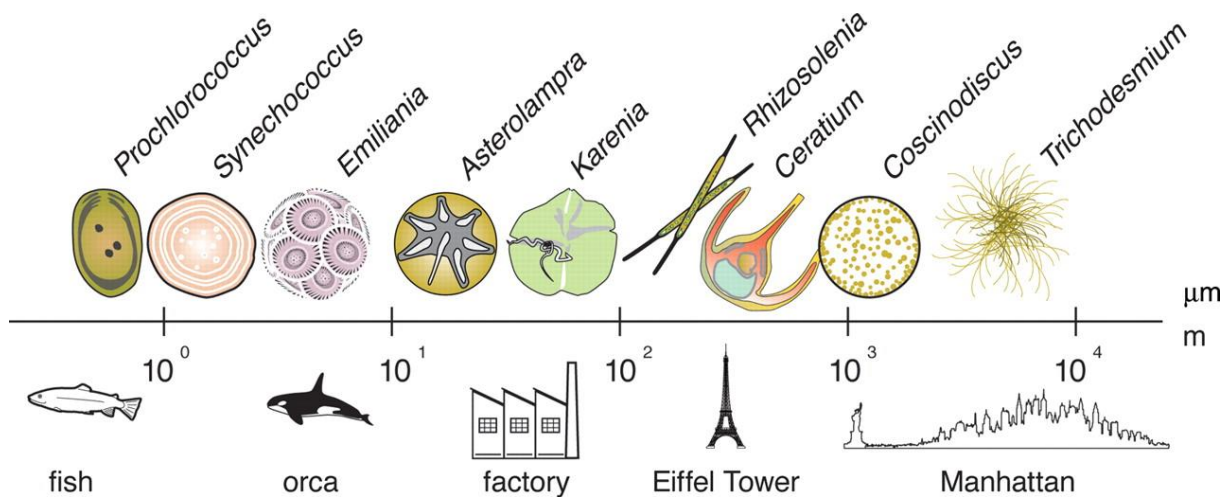 Prochlorococcus
Synechococcus
Emiliania
Asterolampra
Karenia
Rhizosolenia
Ceratium
Coscinodiscus
Trichodesmium
μm
m
10⁰ 10¹ 10² 10³ 10⁴
fish orca factory Eiffel Tower Manhattan